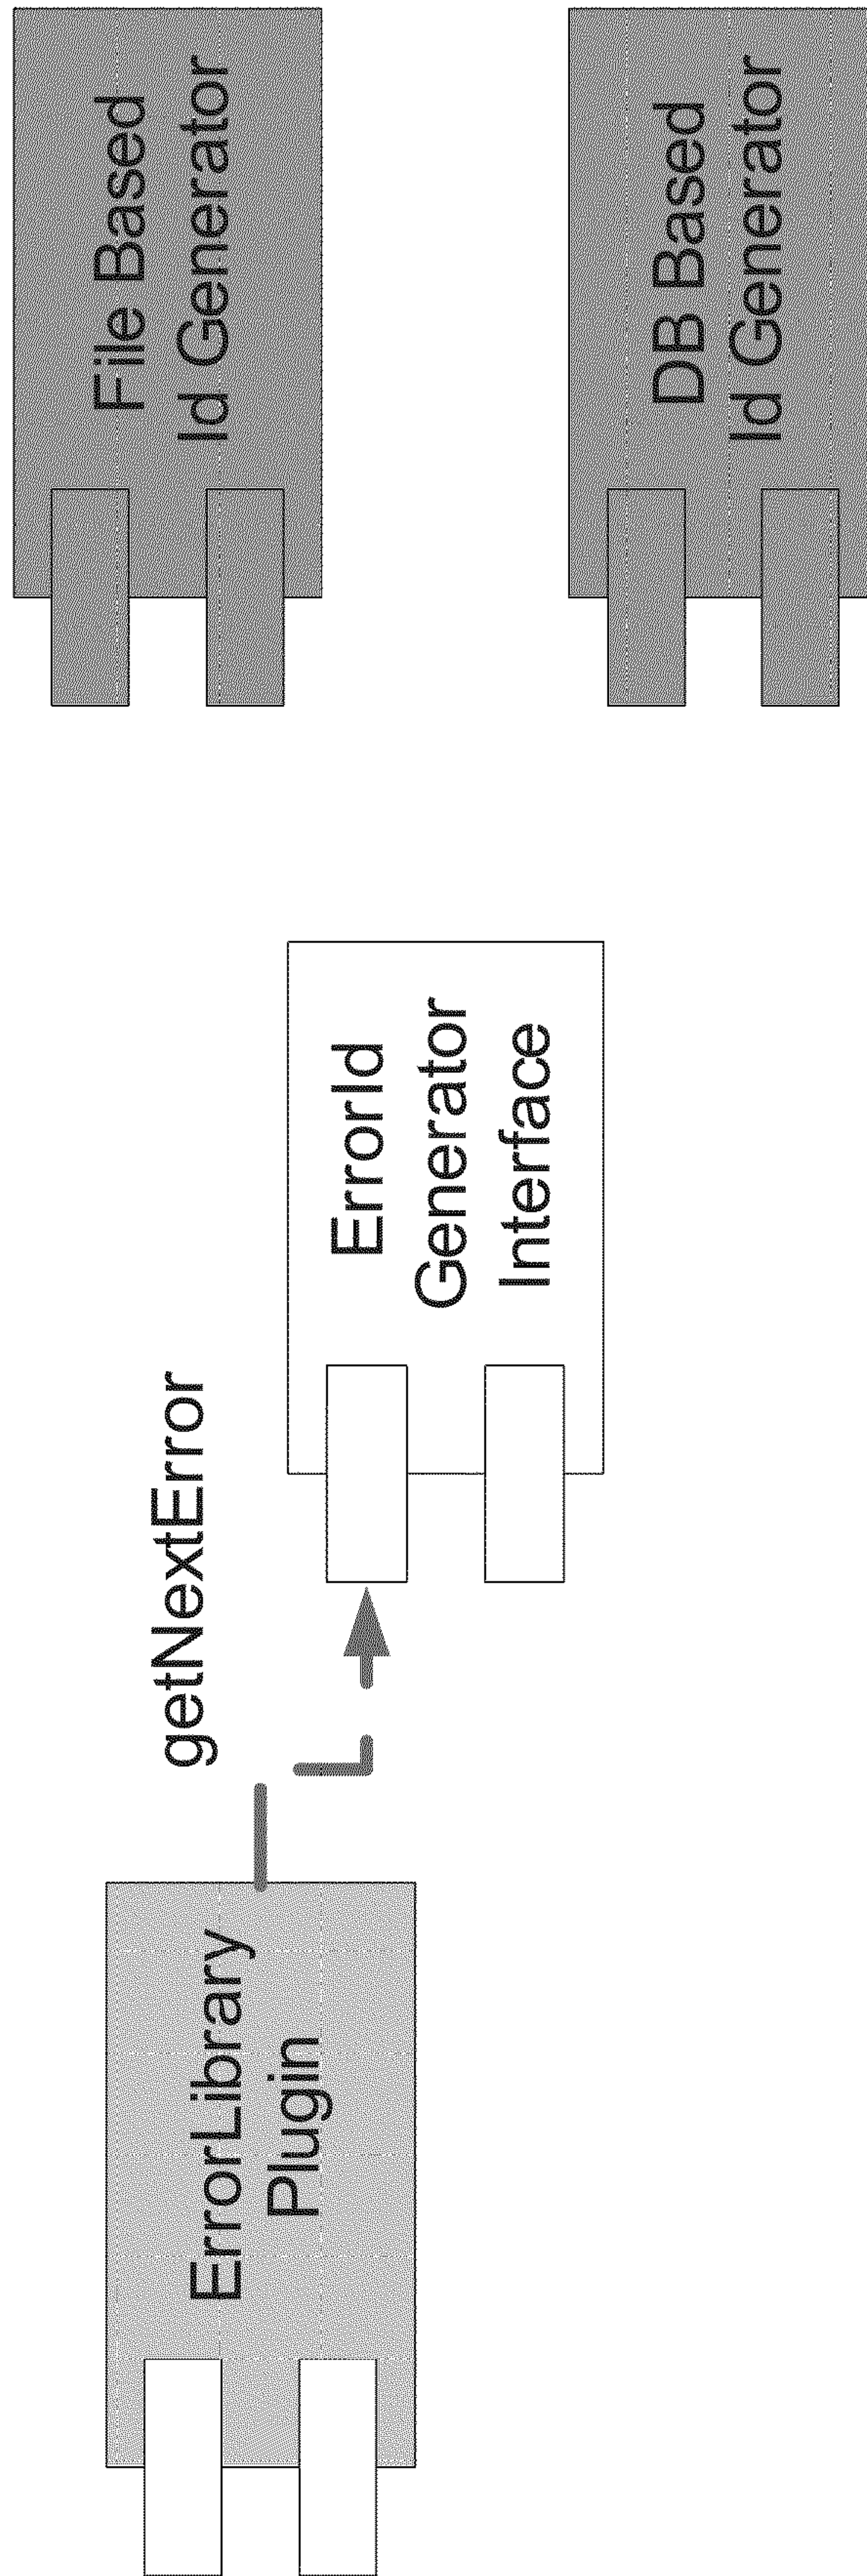 ErrorLibrary
Plugin
getNextError
ErrorId
Generator
Interface
File Based
Id Generator
DB Based
Id Generator